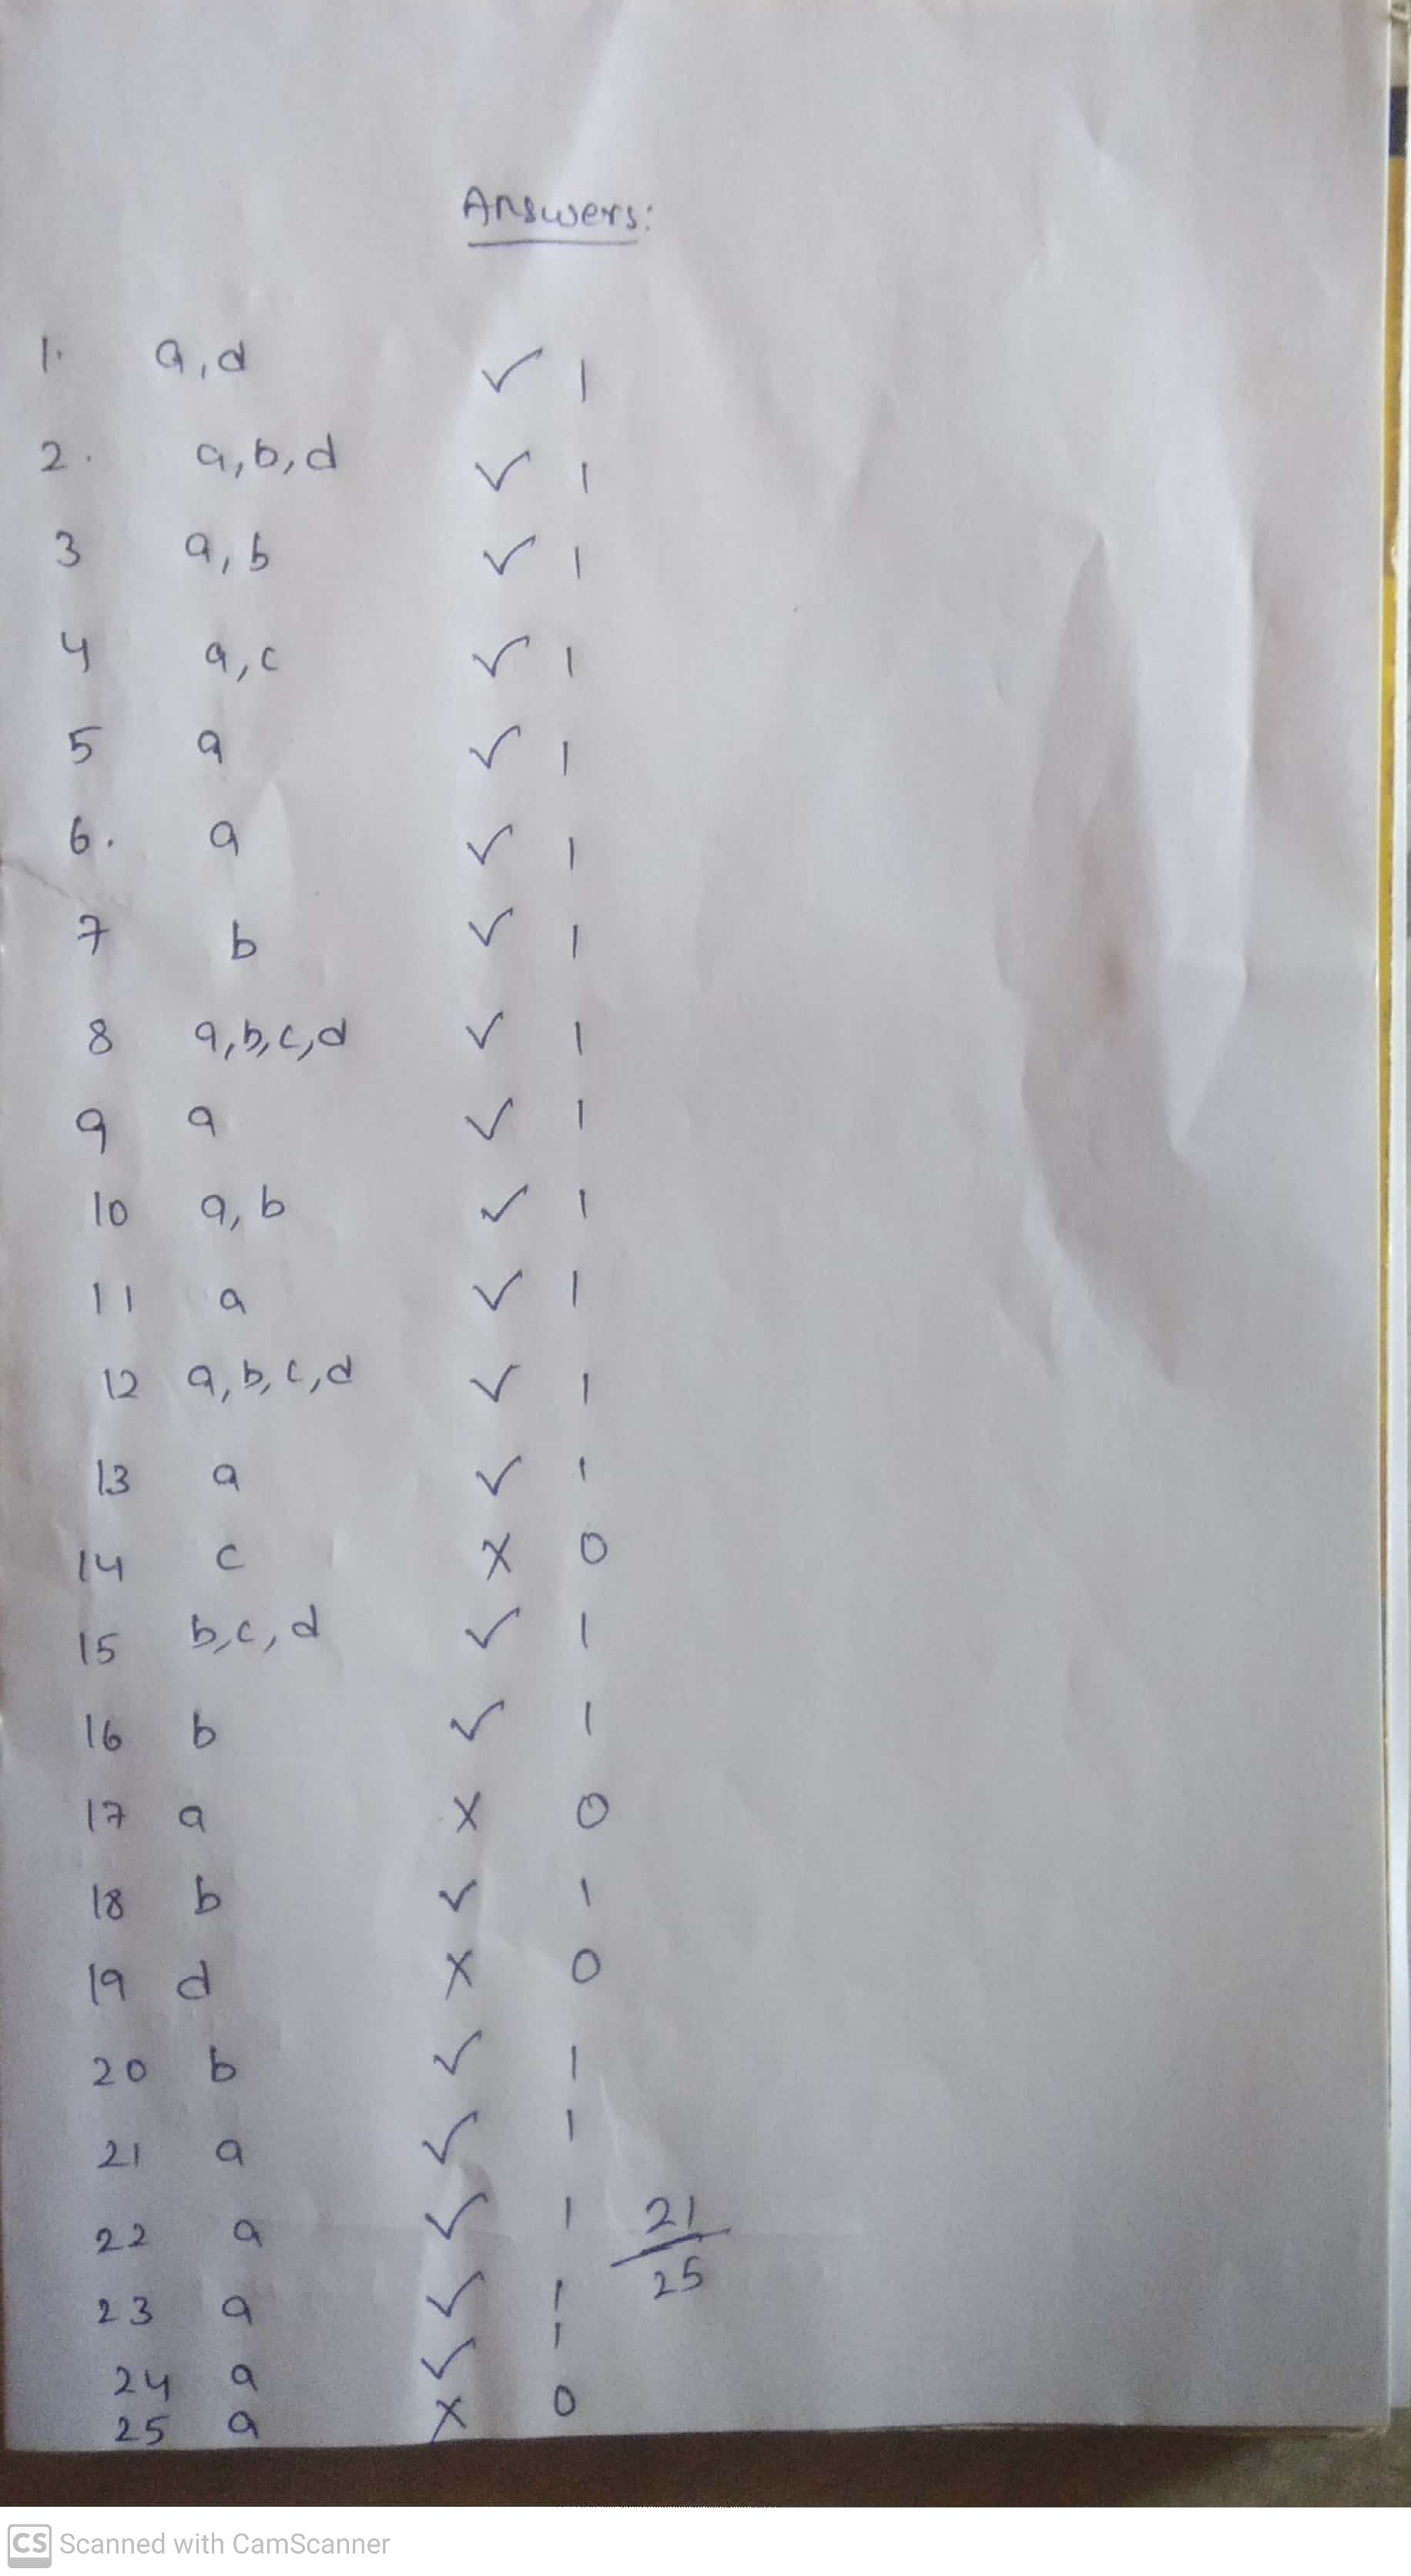 Answers:
1. a,d ✓ 1
2. a,b,d ✓ 1
3 a,b ✓ 1
4 a,c ✓ 1
5 a ✓ 1
6. a ✓ 1
7 b ✓ 1
8 a,b,c,d ✓ 1
9 a ✓ 1
10 a,b ✓ 1
11 a ✓ 1
12 a,b,c,d ✓ 1
13 a ✓ 1
14 c X 0
15 b,c,d ✓ 1
16 b ✓ 1
17 a X 0
18 b ✓ 1
19 d X 0
20 b ✓ 1
21 a ✓ 1
22 a ✓ 1
21
25
23 a ✓ 1
24 a ✓ 1
25 a X 0
CS Scanned with CamScanner